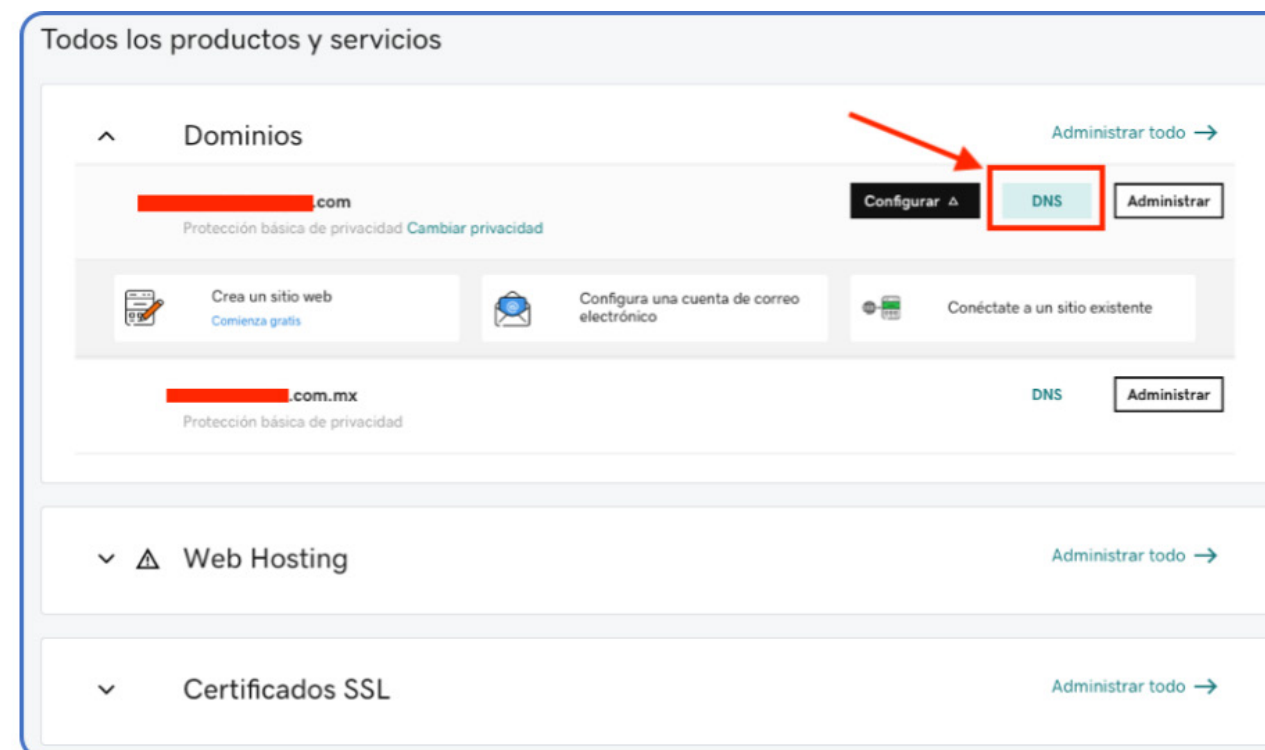 Todos los productos y servicios
Dominios
Administrar todo →
.com
Configurar
DNS
Administrar
Protección básica de privacidad Cambiar privacidad
Crea un sitio web
Comienza gratis
Configura una cuenta de correo
electrónico
Conéctate a un sitio existente
.com.mx
DNS
Administrar
Protección básica de privacidad
Web Hosting
Administrar todo →
Certificados SSL
Administrar todo →